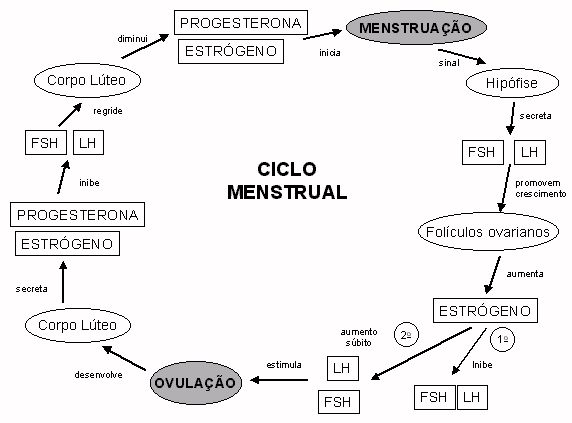 PROGESTERONA
ESTRÓGENO
inicia
MENSTRUAÇÃO
sinal
Hipófise
secreta
FSH
LH
promovem
crescimento
Folículos ovarianos
aumenta
ESTRÓGENO
1º
Inibe
FSH
LH
2º
aumento
súbito
LH
FSH
estimula
OVULAÇÃO
desenvolve
Corpo Lúteo
secreta
PROGESTERONA
ESTRÓGENO
inibe
FSH
LH
regride
Corpo Lúteo
diminui
CICLO
MENSTRUAL